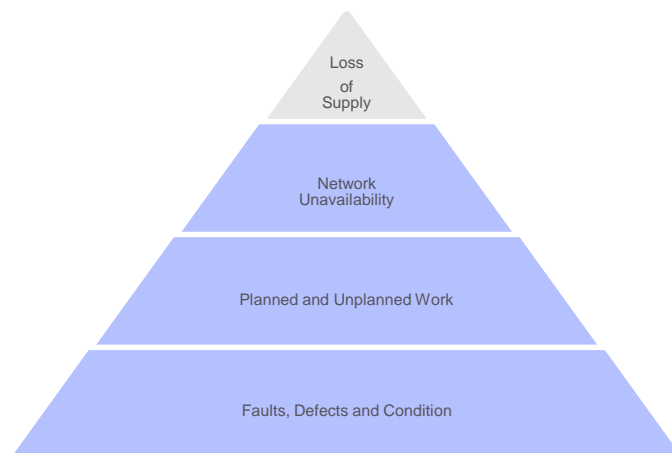 Loss
of
Supply
Network
Unavailability
Planned and Unplanned Work
Faults, Defects and Condition